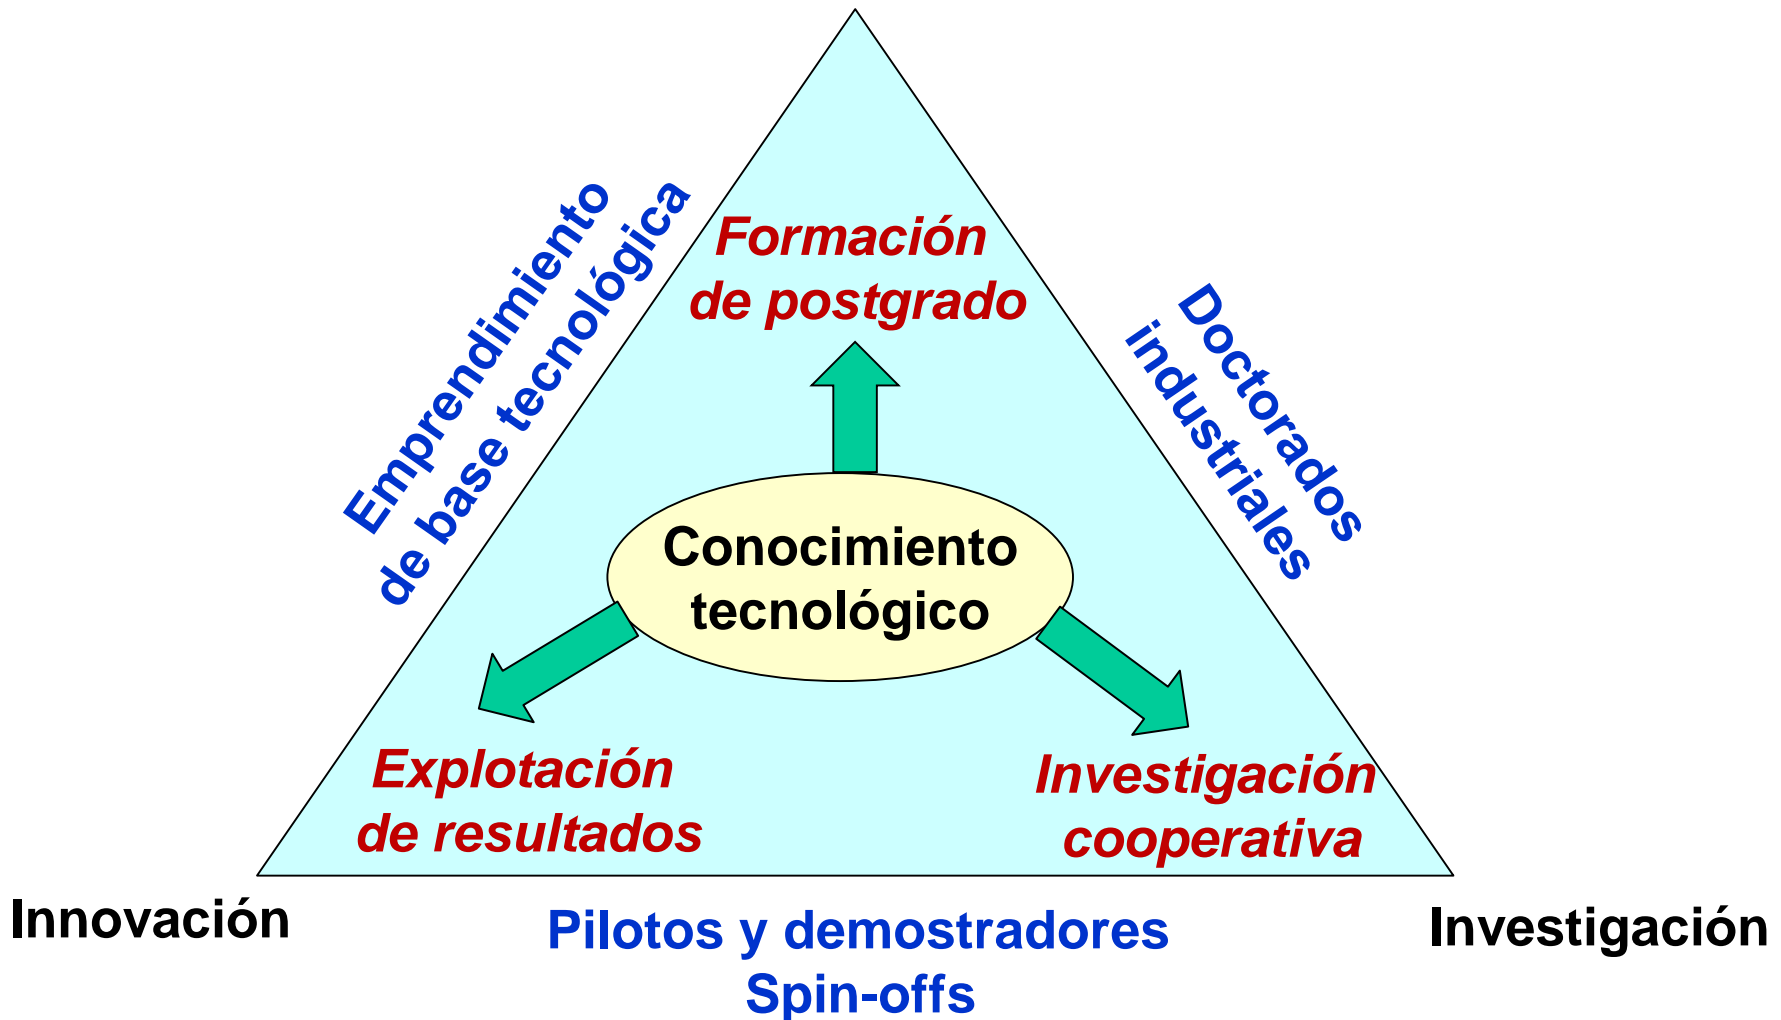 Emprendimiento
de base tecnológica
Formación
de postgrado
Doctorados
industriales
Conocimiento
tecnológico
Explotación
de resultados
Investigación
cooperativa
Innovación
Pilotos y demostradores
Spin-offs
Investigación